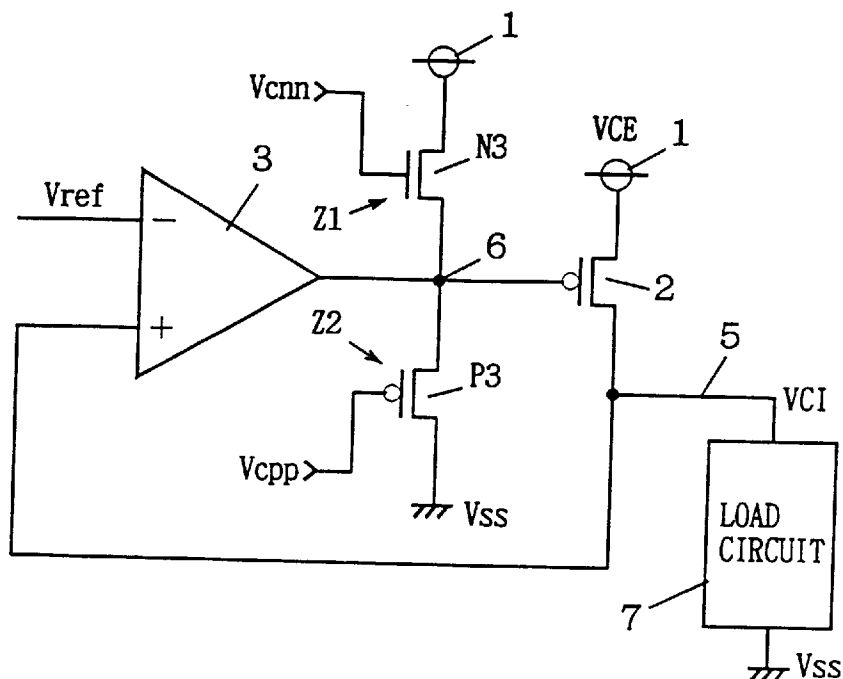 1
Vcnn
N3
VCE
1
3
Vref
Z1
−
6
2
+
Z2
5
P3
VCI
Vcpp
Vss
LOAD
CIRCUIT
7
Vss